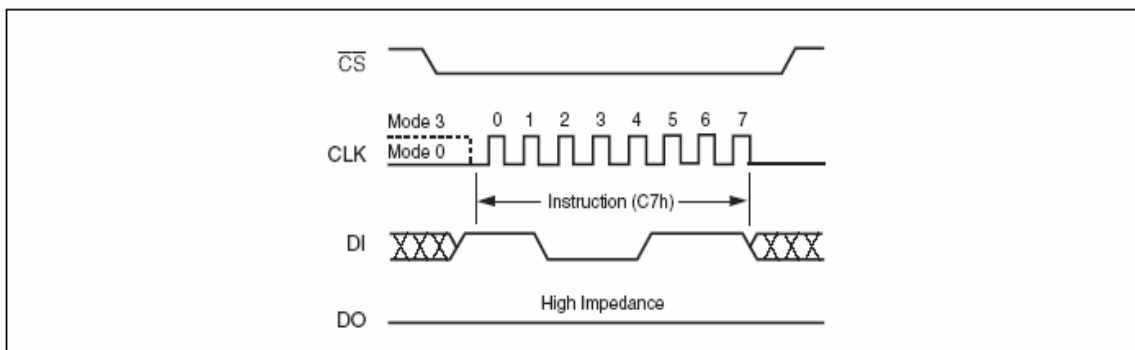 CS
Mode 3
0 1 2 3 4 5 6 7
CLK
Mode 0
Instruction (C7h)
DI
High Impedance
DO